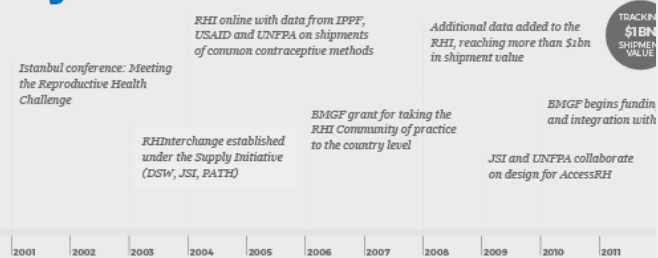 RHI online with data from IPPF,
USAID and UNFPA on shipments
of common contraceptive methods
Additional data added to the
RHI, reaching more than $1bn
in shipment value
$1BN
VALUE
Istanbul conference: Meeting
the Reproductive Health
Challenge
BMGF grant for taking the
RHI Community of practice
to the country level
BMGF begins
and integration with
RHInterchange established
under the Supply Initiative
(DSW, JSI, PATH)
JSI and UNFPA collaborate
on design for AccessRH
2001 2002 2003 2004 2005 2006 2007 2008 2009 2010 2011